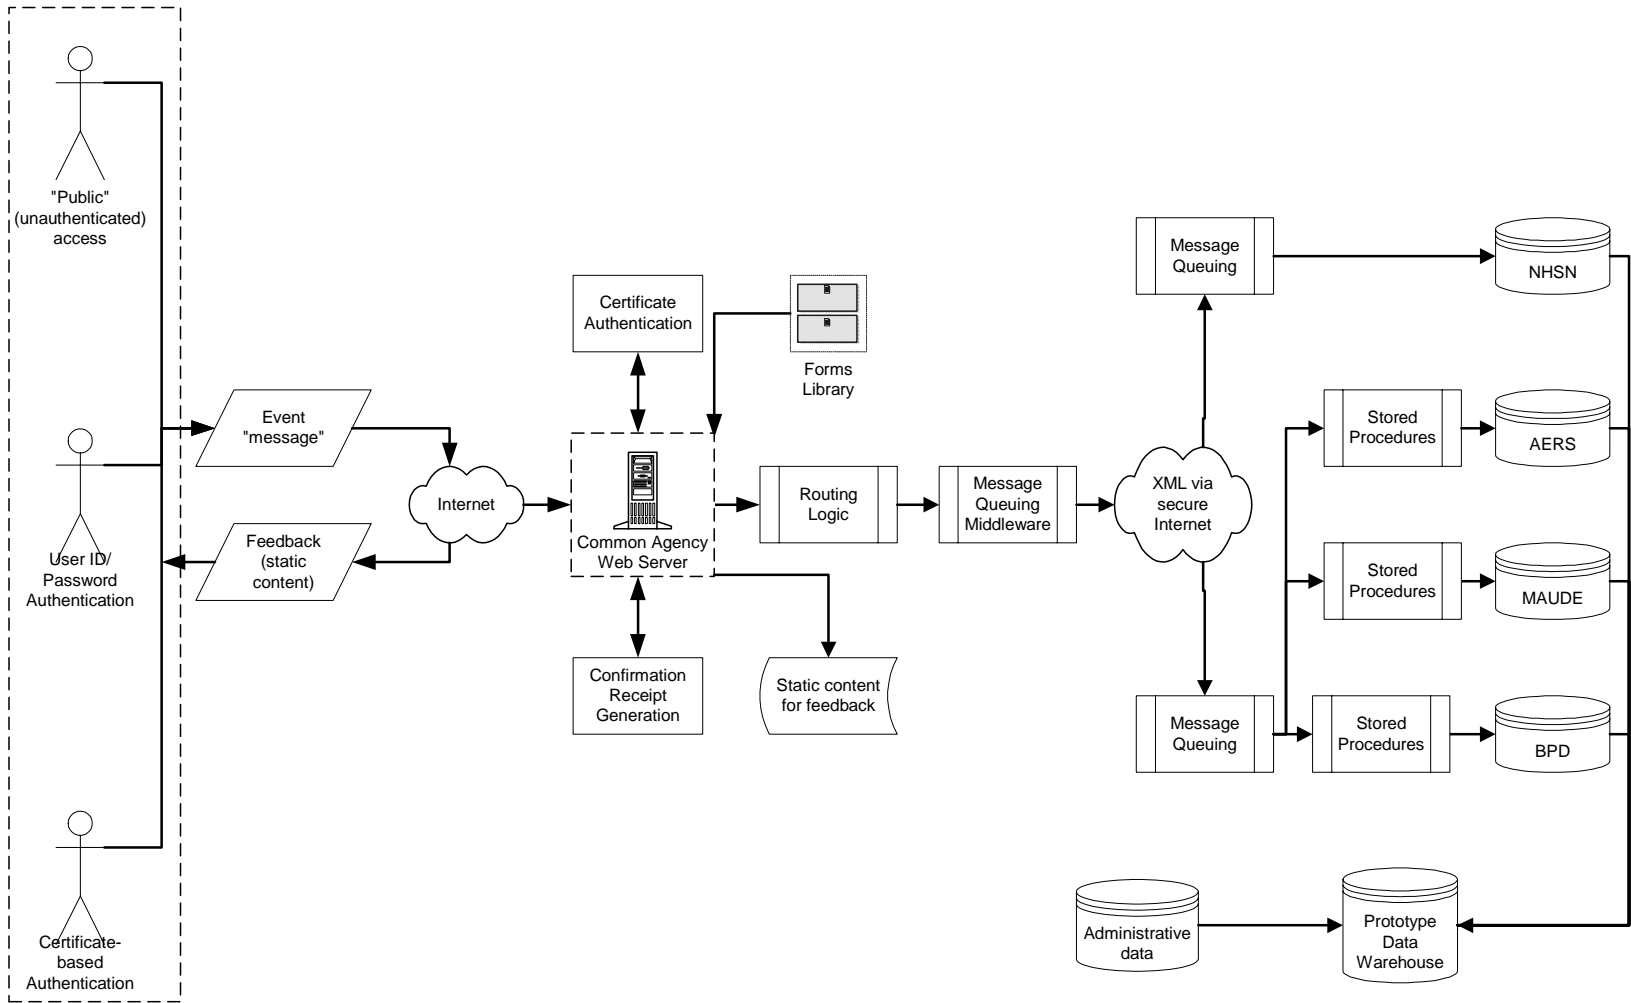 "Public"
(unauthenticated)
access
User ID/
Password
Authentication
Certificate-
based
Authentication
Event
"message"
Feedback
(static
content)
Internet
Certificate
Authentication
Forms
Library
Common Agency
Web Server
Confirmation
Receipt
Generation
Static content
for feedback
Routing
Logic
Message
Queuing
Middleware
XML via
secure
Internet
Message
Queuing
NHSN
Stored
Procedures
AERS
Stored
Procedures
MAUDE
Message
Queuing
Stored
Procedures
BPD
Administrative
data
Prototype
Data
Warehouse